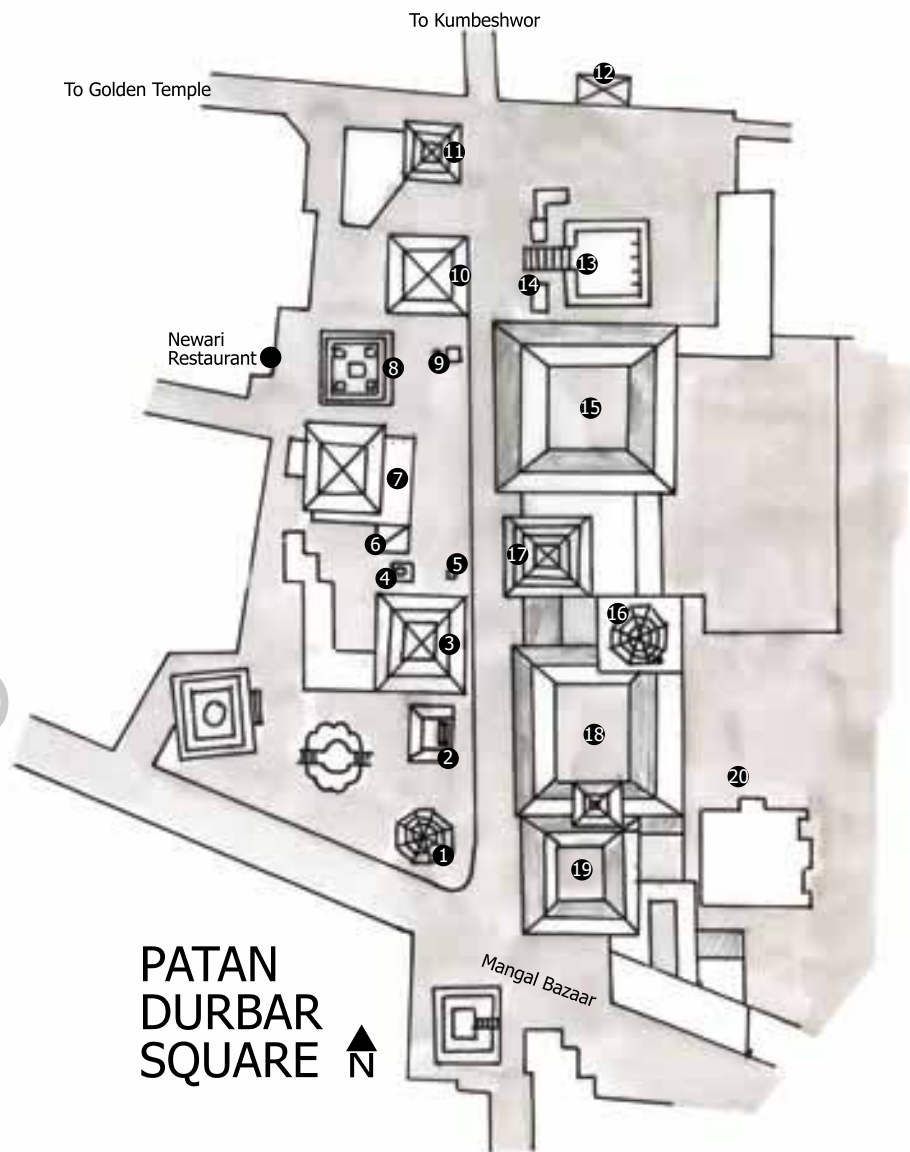 To Kumbeshwor
To Golden Temple
12
11
13
10
14
Newari
Restaurant
9
8
15
7
6
17
5
4
16
3
18
2
20
1
19
Mangal Bazaar
PATAN
DURBAR
SQUARE
N